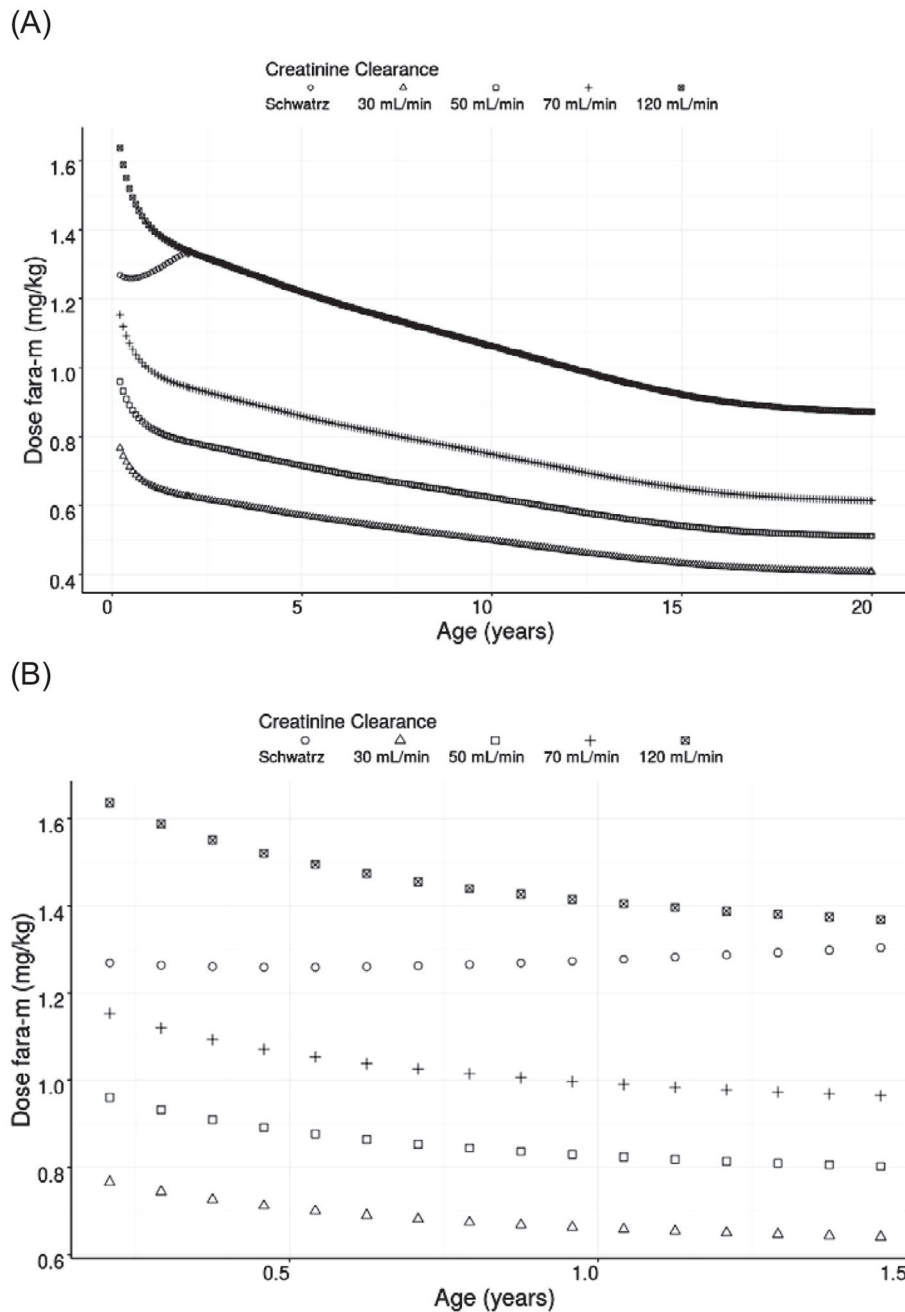 (A)
Creatinine Clearance
Schwatrz 30 mL/min 50 mL/min 70 mL/min 120 mL/min
Dose fara-m (mg/kg)
1.6
1.4
1.2
1.0
0.8
0.6
0.4
0 5 10 15 20
Age (years)
(B)
Creatinine Clearance
Schwatrz 30 mL/min 50 mL/min 70 mL/min 120 mL/min
Dose fara-m (mg/kg)
1.6
1.4
1.2
1.0
0.8
0.6
0.5 1.0 1.5
Age (years)